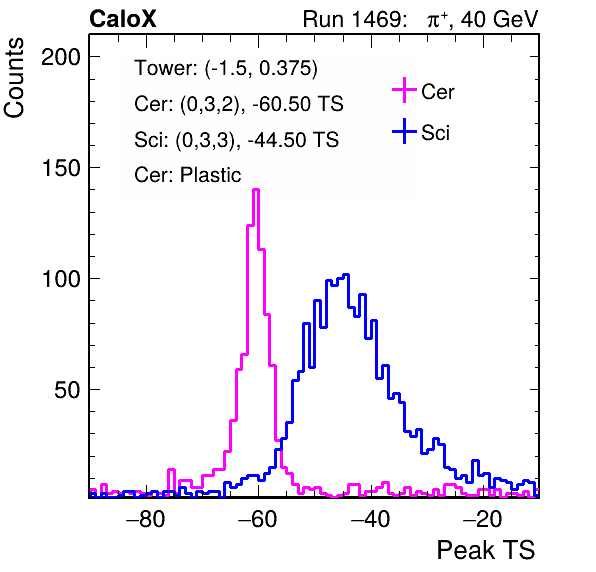 CaloX Run 1469: π⁺, 40 GeV
Counts
200
150
100
50
Tower: (-1.5, 0.375)
Cer: (0,3,2), -60.50 TS
Sci: (0,3,3), -44.50 TS
Cer: Plastic
Cer
Sci
−80 −60 −40 −20
Peak TS